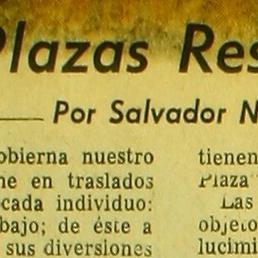 Plazas Res
Por Salvador N
obierna nuestro
ne en traslados
cada individuo:
bajo; de éste a
sus diversiones
tienen
Plaza
Las
objeto
lucimi